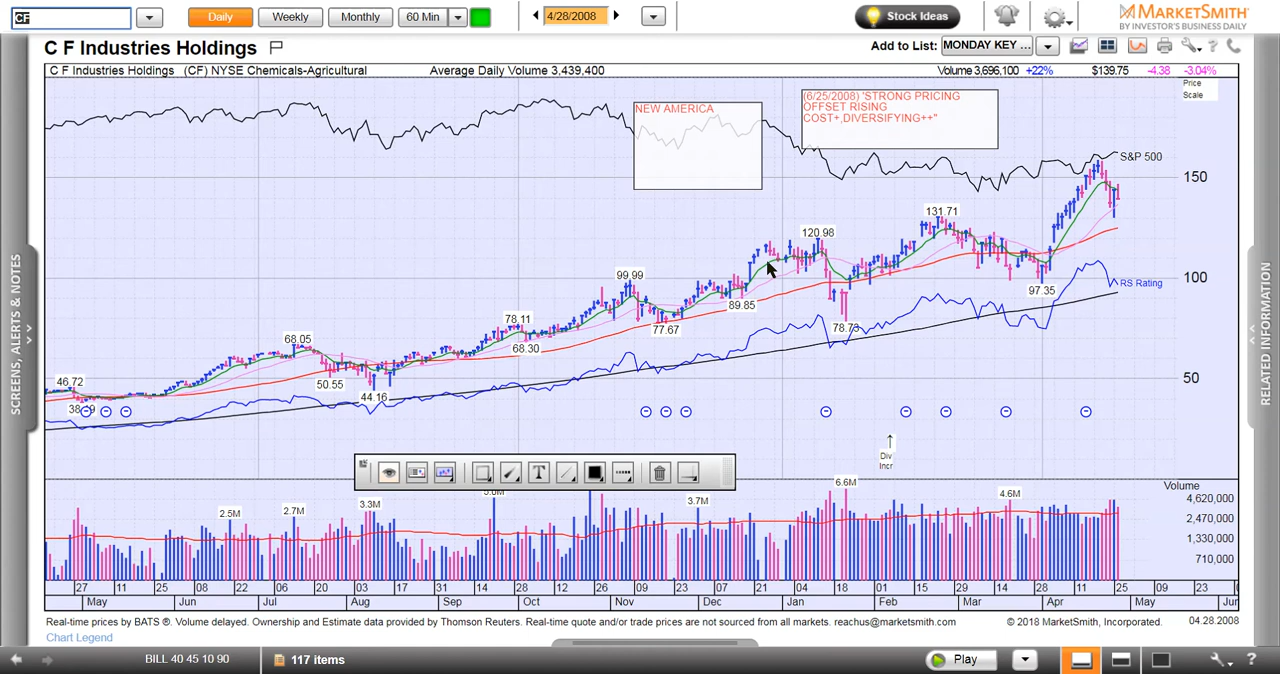 CF
Daily
Weekly
Monthly
60 Min
4/28/2008
Stock Ideas
MARKETSMITH
BY INVESTOR'S BUSINESS DAILY
C F Industries Holdings
Add to List:
MONDAY KEY ...
C F Industries Holdings (CF) NYSE Chemicals-Agricultural
Average Daily Volume 3,439,400
Volume 3,696,100 +22% $139.75 -4.38 -3.04%
Price
Scale
NEW AMERICA
(6/25/2008) 'STRONG PRICING
OFFSET RISING
COST+,DIVERSIFYING++"
S&P 500
150
131.71
120.98
99.99
100
97.35
RS Rating
89.85
78.11
77.67
78.73
68.05
68.30
50.55
50
46.72
44.16
Div
Incr
SCREENS, ALERTS & NOTES
RELATED INFORMATION
Volume
6.6M
4.6M
3.7M
3.3M
2.7M
2.5M
4,620,000
2,470,000
1,330,000
710,000
27 11 25 08 22 06 20 03 17 31 14 28 12 26 09 23 07 21 04 18 01 15 29 14 28 11 25 09 23
May Jun Jul Aug Sep Oct Nov Dec Jan Feb Mar Apr May Jun
Real-time prices by BATS ®. Volume delayed. Ownership and Estimate data provided by Thomson Reuters. Real-time quote and/or trade prices are not sourced from all markets. reachus@marketsmith.com
© 2018 MarketSmith, Incorporated.
04.28.2008
Chart Legend
BILL 40 45 10 90
117 items
Play